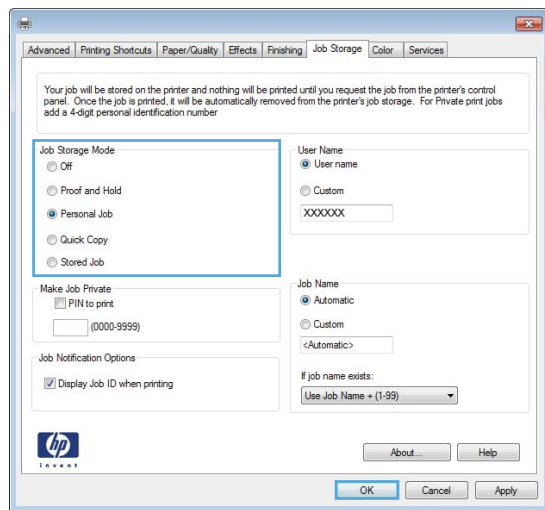 Advanced Printing Shortcuts Paper/Quality Effects Finishing Job Storage Color Services
Your job will be stored on the printer and nothing will be printed until you request the job from the printer's control
panel. Once the job is printed, it will be automatically removed from the printer's job storage. For Private print jobs
add a 4-digit personal identification number
Job Storage Mode
Off
Proof and Hold
Personal Job
Quick Copy
Stored Job
User Name
User name
Custom
XXXXXX
Make Job Private
PIN to print
(0000-9999)
Job Name
Automatic
Custom
<Automatic>
If job name exists:
Use Job Name + (1-99)
Job Notification Options
Display Job ID when printing
hp
invent
About... Help
OK Cancel Apply